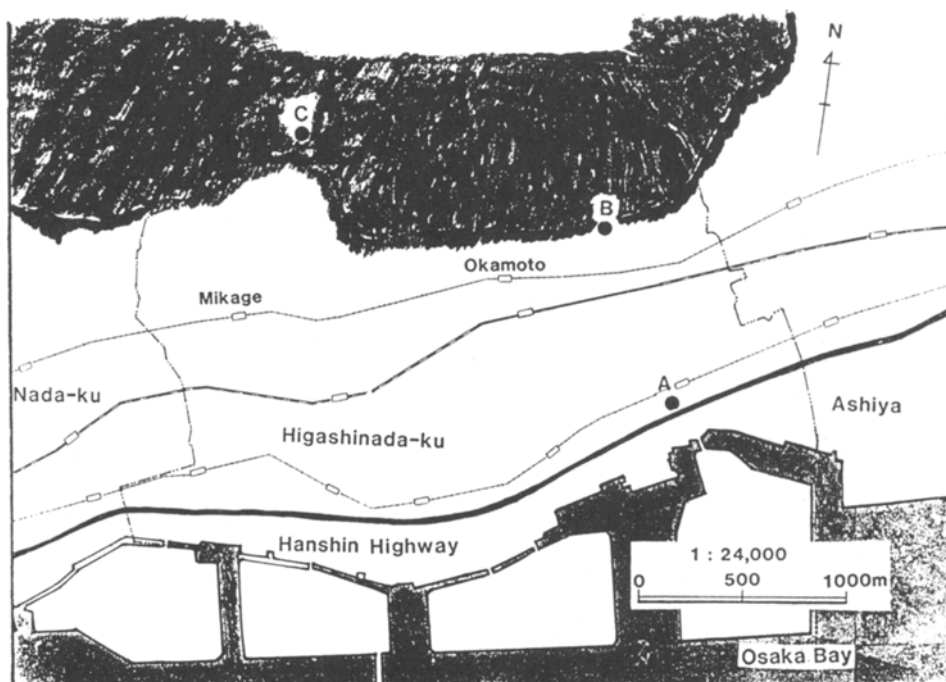 N
C
B
Okamoto
Mikage
A
Nada-ku
Ashiya
Higashinada-ku
Hanshin Highway
1 : 24,000
0 500 1000m
Osaka Bay